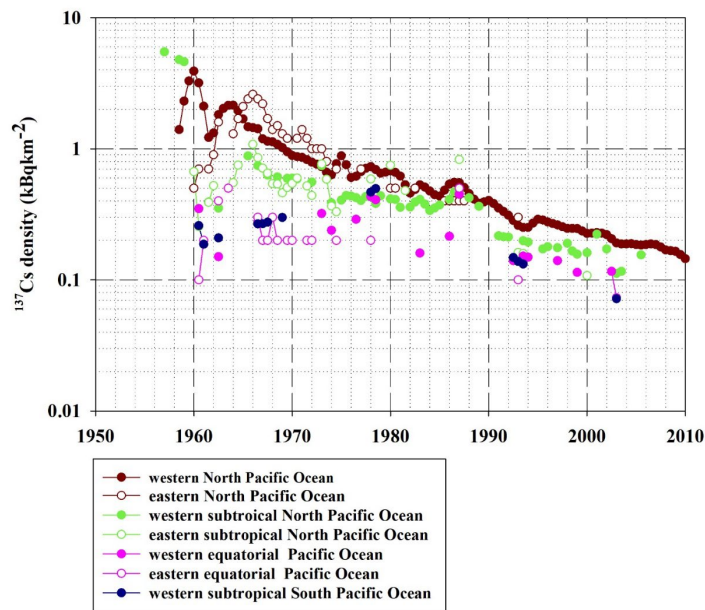 10
1
0.1
0.01
¹³⁷Cs density (kBqkm⁻²)
1950 1960 1970 1980 1990 2000 2010
western North Pacific Ocean
eastern North Pacific Ocean
western subtroical North Pacific Ocean
eastern subtropical North Pacific Ocean
western equatorial Pacific Ocean
eastern equatorial Pacific Ocean
western subtropical South Pacific Ocean